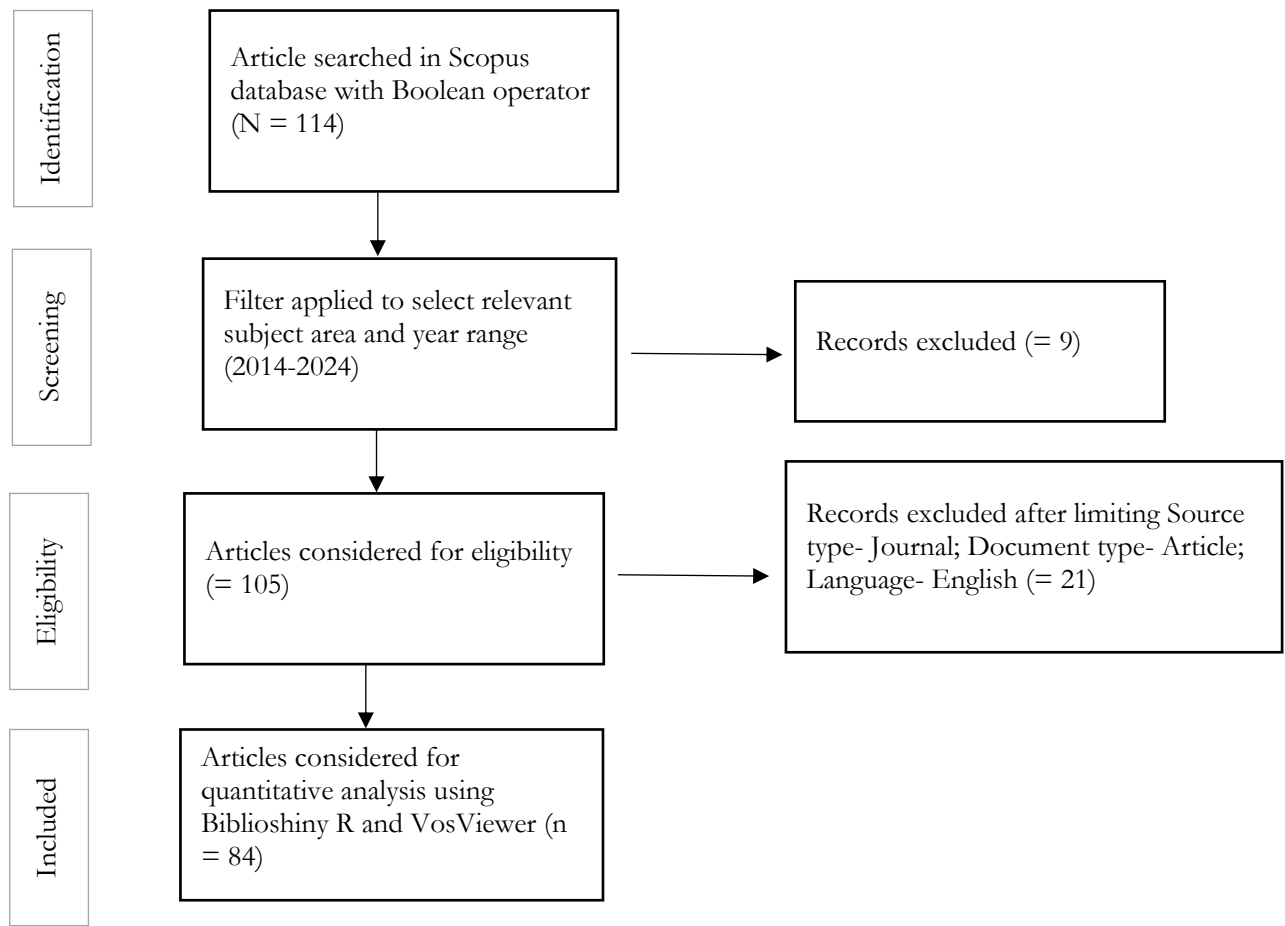 Identification
Article searched in Scopus
database with Boolean operator
(N = 114)
Screening
Filter applied to select relevant
subject area and year range
(2014-2024)
Records excluded (= 9)
Eligibility
Articles considered for eligibility
(= 105)
Records excluded after limiting Source
type- Journal; Document type- Article;
Language- English (= 21)
Included
Articles considered for
quantitative analysis using
Biblioshiny R and VosViewer (n
= 84)